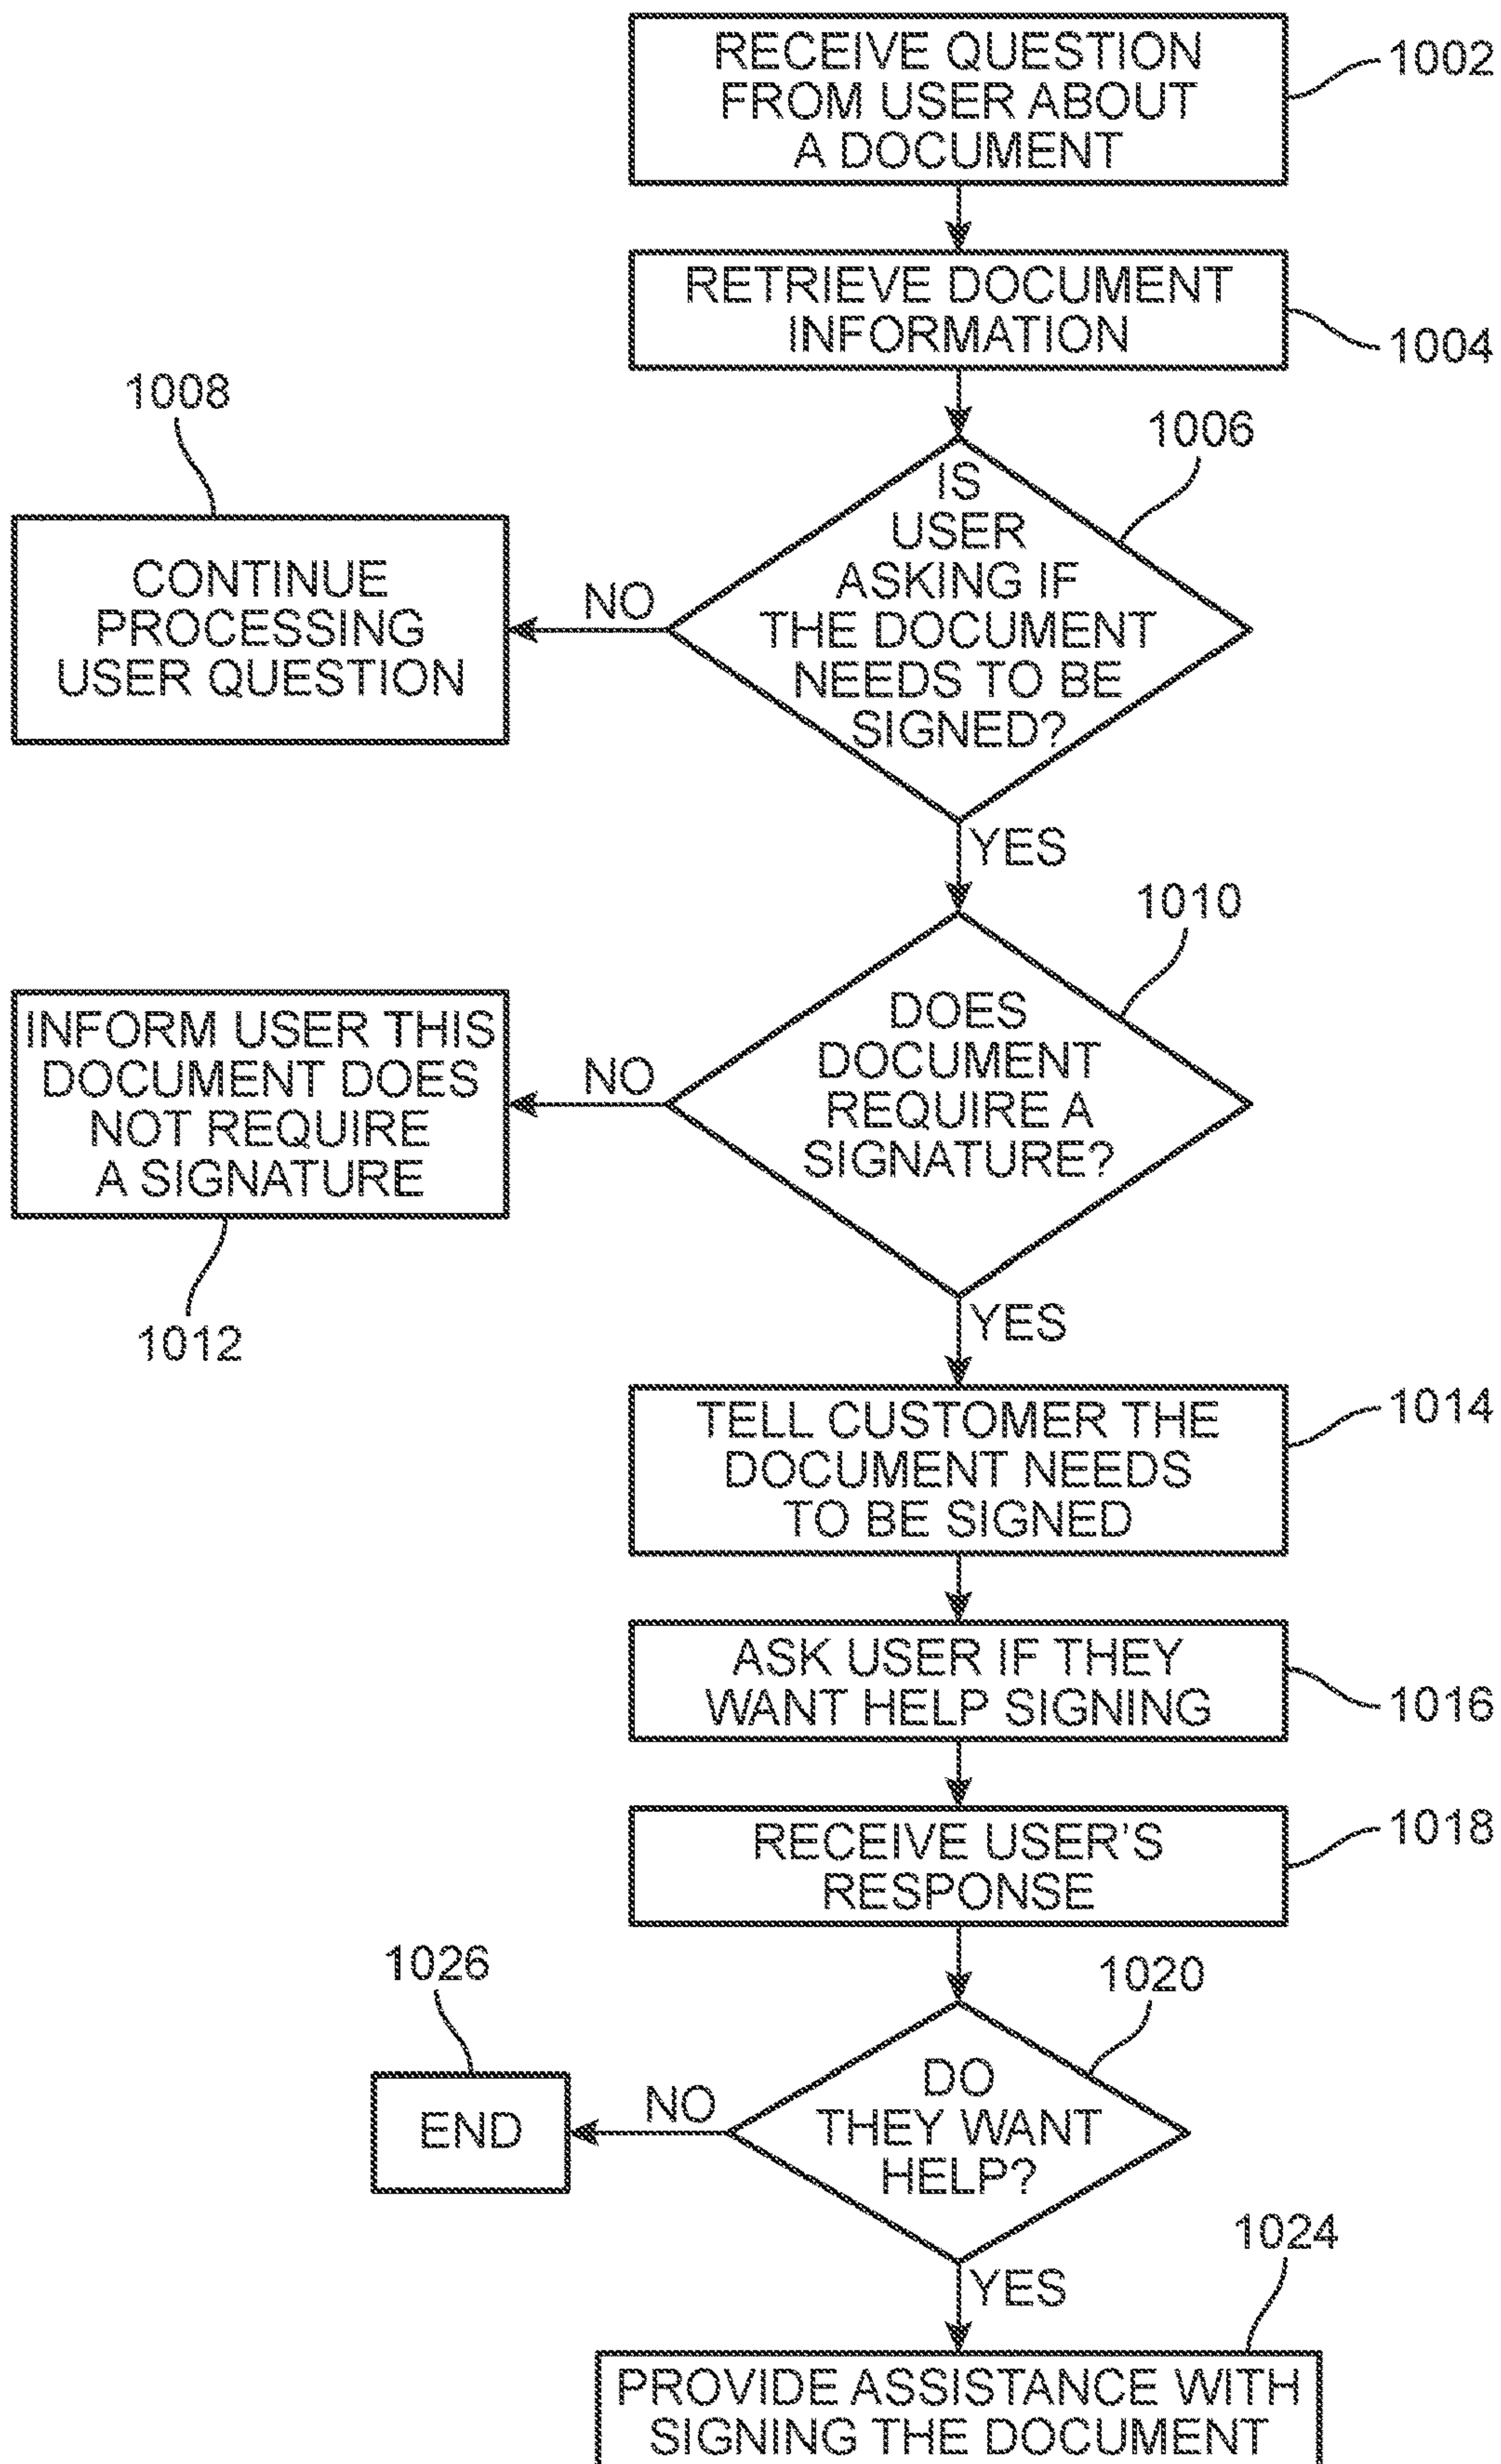 RECEIVE QUESTION
FROM USER ABOUT
A DOCUMENT
1002
RETRIEVE DOCUMENT
INFORMATION
1004
1006
IS
USER
ASKING IF
THE DOCUMENT
NEEDS TO BE
SIGNED?
NO
1008
CONTINUE
PROCESSING
USER QUESTION
YES
1010
DOES
DOCUMENT
REQUIRE A
SIGNATURE?
NO
INFORM USER THIS
DOCUMENT DOES
NOT REQUIRE
A SIGNATURE
1012
YES
TELL CUSTOMER THE
DOCUMENT NEEDS
TO BE SIGNED
1014
ASK USER IF THEY
WANT HELP SIGNING
1016
RECEIVE USER'S
RESPONSE
1018
1020
DO
THEY WANT
HELP?
NO
1026
END
YES
1024
PROVIDE ASSISTANCE WITH
SIGNING THE DOCUMENT